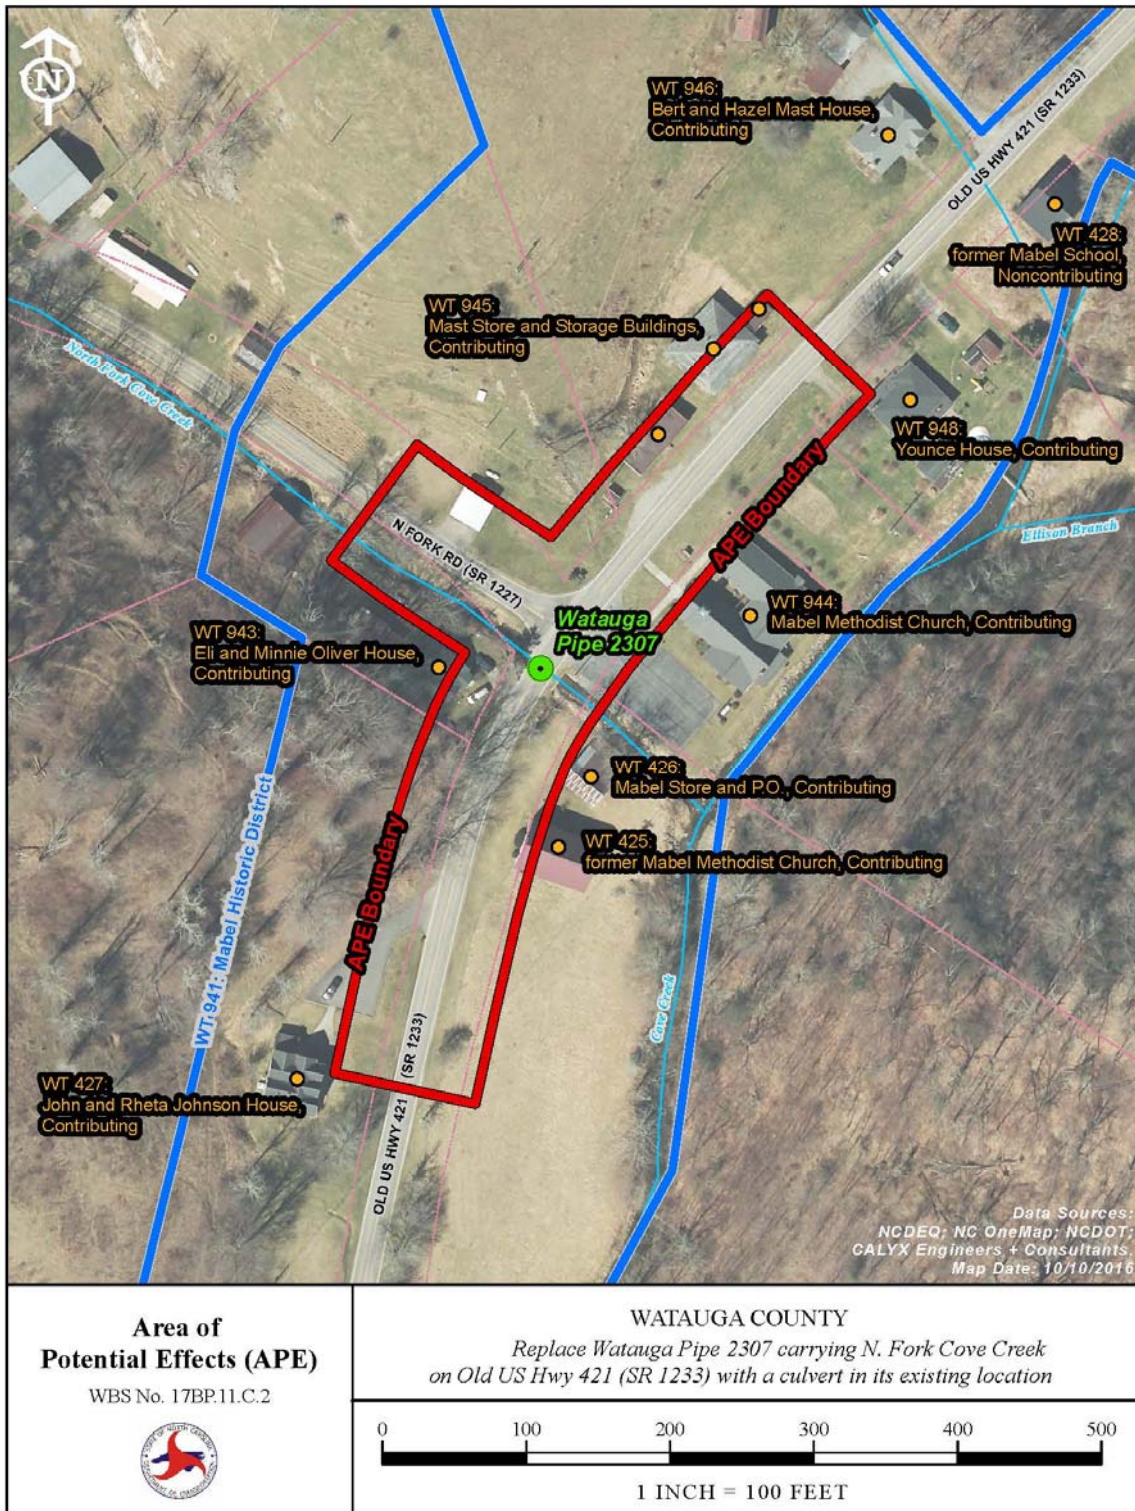 N
WT 946:
Bert and Hazel Mast House,
Contributing
OLD US HWY 421 (SR 1233)
WT 428:
former Mabel School,
Noncontributing
WT 945:
Mast Store and Storage Buildings,
Contributing
North Fork Cove Creek
WT 948:
Younce House, Contributing
APE Boundary
Ellison Branch
N FORK RD (SR 1227)
Watauga
Pipe 2307
WT 944:
Mabel Methodist Church, Contributing
WT 943:
Eli and Minnie Oliver House,
Contributing
WT 426:
Mabel Store and P.O., Contributing
WT 425:
former Mabel Methodist Church, Contributing
WT 941: Mabel Historic District
APE Boundary
Cove Creek
WT 427:
John and Rheta Johnson House,
Contributing
OLD US HWY 421 (SR 1233)
Data Sources:
NCDEQ; NC OneMap; NCDOT;
CALYX Engineers + Consultants.
Map Date: 10/10/2016
Area of
Potential Effects (APE)
WBS No. 17BP.11.C.2
STATE OF NORTH CAROLINA
DEPARTMENT OF TRANSPORTATION
WATAUGA COUNTY
Replace Watauga Pipe 2307 carrying N. Fork Cove Creek
on Old US Hwy 421 (SR 1233) with a culvert in its existing location
0 100 200 300 400 500
1 INCH = 100 FEET